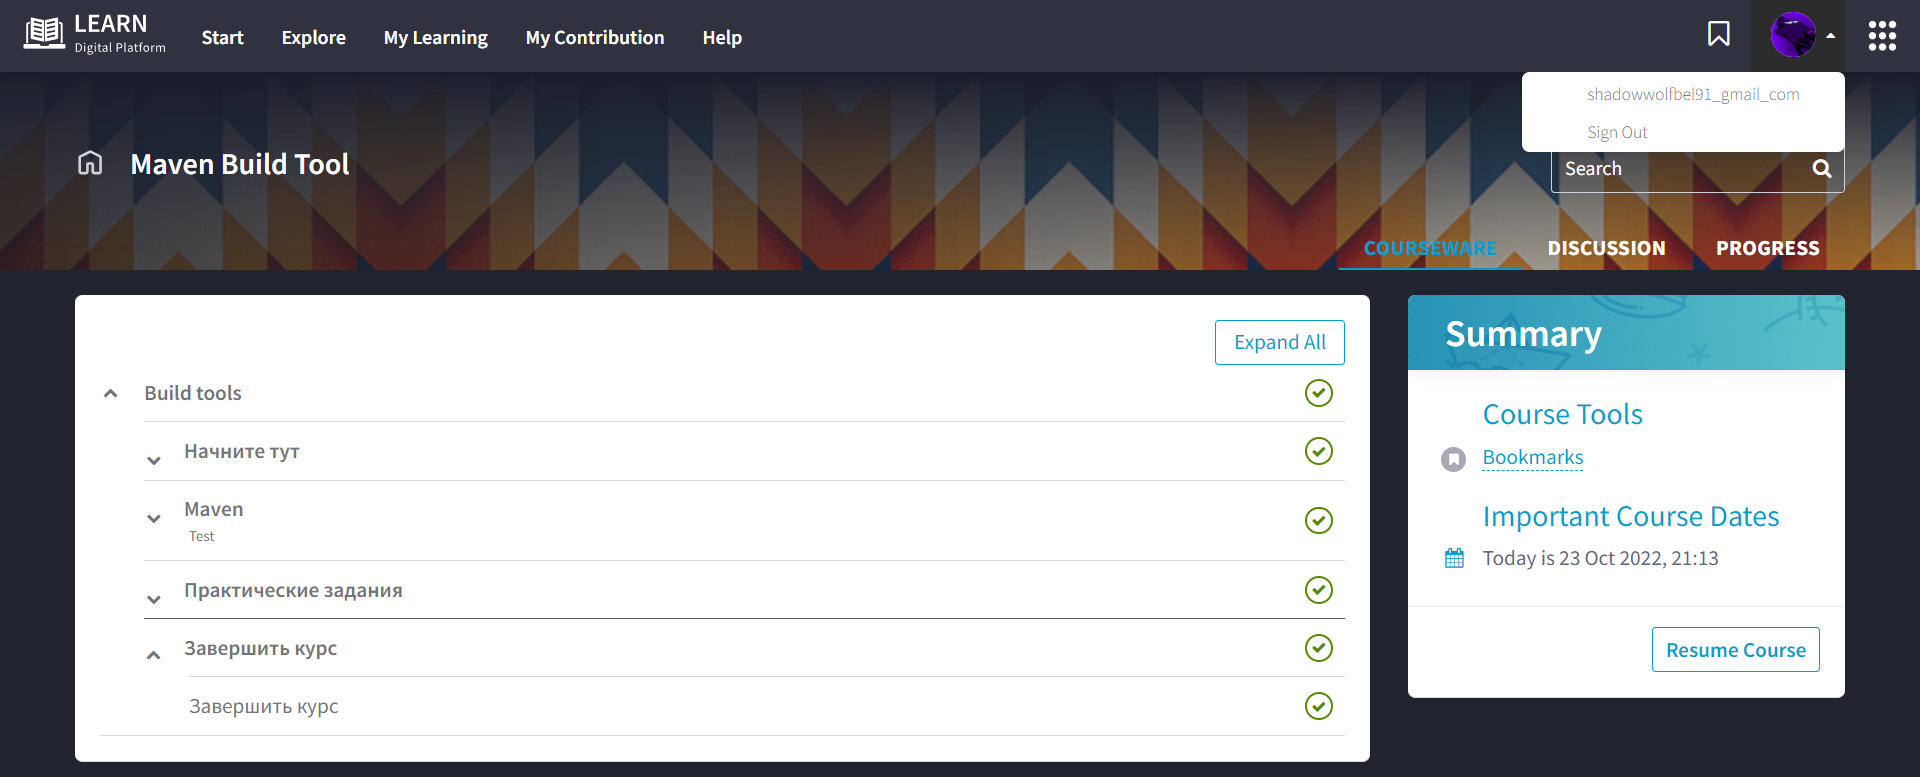 LEARN
Digital Platform
Start
Explore
My Learning
My Contribution
Help
shadowwolfbel91_gmail_com
Sign Out
Maven Build Tool
Search
COURSEWARE
DISCUSSION
PROGRESS
Expand All
Build tools
Начните тут
Maven
Test
Практические задания
Завершить курс
Завершить курс
Summary
Course Tools
Bookmarks
Important Course Dates
Today is 23 Oct 2022, 21:13
Resume Course